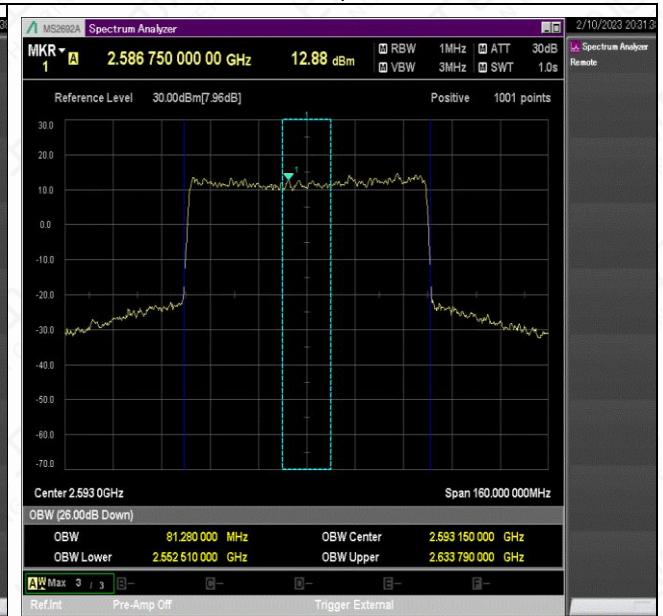 MS2692A Spectrum Analyzer
2/10/2023 20:31:3
MKR 1 A 2.586 750 000 00 GHz 12.88 dBm
M RBW 1MHz M ATT 30dB
M VBW 3MHz M SWT 1.0s
Spectrum Analyzer
Remote
Reference Level 30.00dBm[7.96dB] Positive 1001 points
30.0
20.0
10.0
0.0
-10.0
-20.0
-30.0
-40.0
-50.0
-60.0
-70.0
1
1
Center 2.593 0GHz Span 160.000 000MHz
OBW (26.00dB Down)
OBW 81.280 000 MHz OBW Center 2.593 150 000 GHz
OBW Lower 2.552 510 000 GHz OBW Upper 2.633 790 000 GHz
A W Max 3 / 3 B- C- D- E- F-
Ref.Int Pre-Amp Off Trigger External